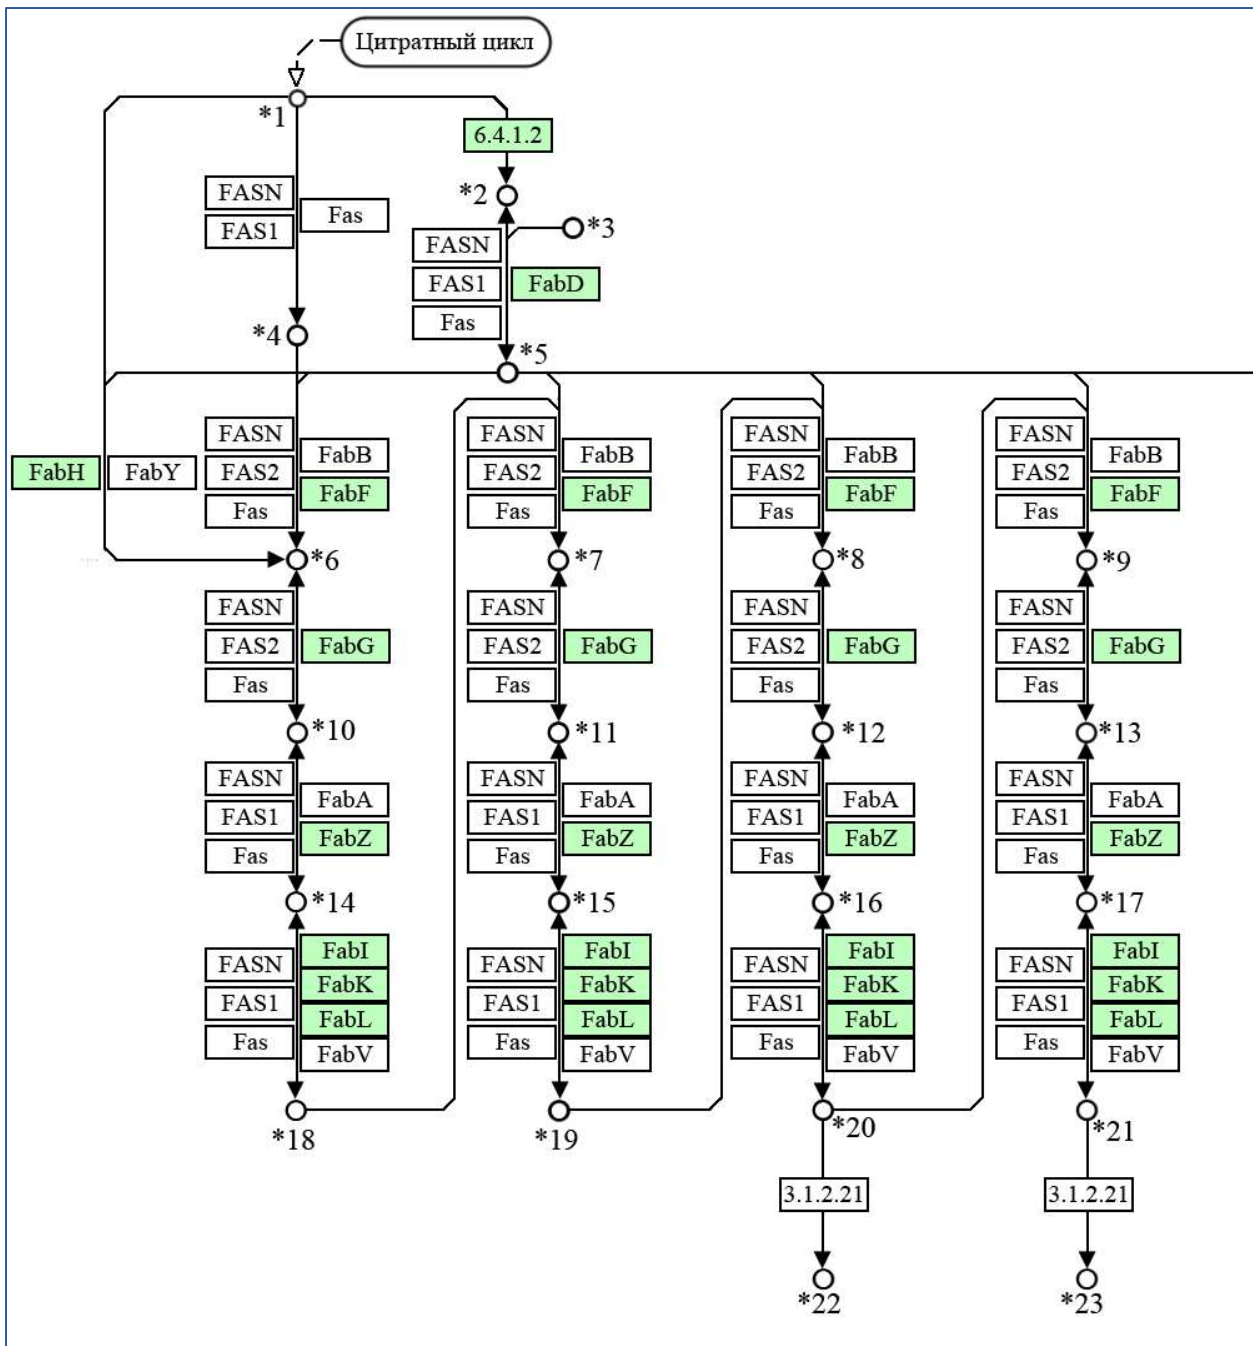 Цитратный цикл
*1
6.4.1.2
*2
FASN
Fas
*3
FAS1
FASN
FAS1
FabD
Fas
*4
*5
FASN
FabB
FASN
FabB
FASN
FabB
FASN
FabB
FabH
FabY
FAS2
FAS2
FAS2
FAS2
FabF
FabF
FabF
FabF
Fas
Fas
Fas
Fas
*6
*7
*8
*9
FASN
FASN
FASN
FASN
FAS2
FabG
FAS2
FabG
FAS2
FabG
FAS2
FabG
Fas
Fas
Fas
Fas
*10
*11
*12
*13
FASN
FabA
FASN
FabA
FASN
FabA
FASN
FabA
FAS1
FabZ
FAS1
FabZ
FAS1
FabZ
FAS1
FabZ
Fas
Fas
Fas
Fas
*14
*15
*16
*17
FabI
FabI
FabI
FabI
FASN
FabK
FASN
FabK
FASN
FabK
FASN
FabK
FAS1
FabL
FAS1
FabL
FAS1
FabL
FAS1
FabL
Fas
FabV
Fas
FabV
Fas
FabV
Fas
FabV
*18
*19
*20
*21
3.1.2.21
3.1.2.21
*22
*23